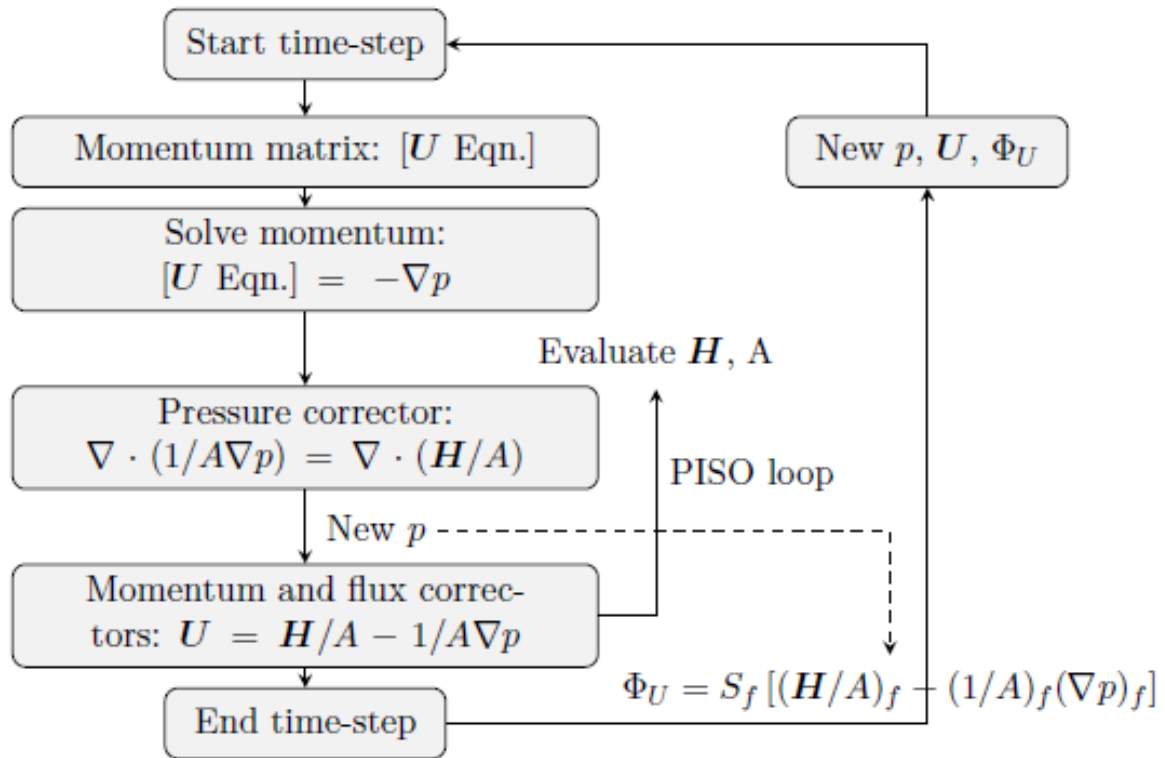 Start time-step
Momentum matrix: [U Eqn.]
New p, U, Φ_U
Solve momentum:
[U Eqn.] = −∇p
Evaluate H, A
Pressure corrector:
∇ · (1/A∇p) = ∇ · (H/A)
PISO loop
New p
Momentum and flux correc-
tors: U = H/A − 1/A∇p
Φ_U = S_f [(H/A)_f − (1/A)_f(∇p)_f]
End time-step